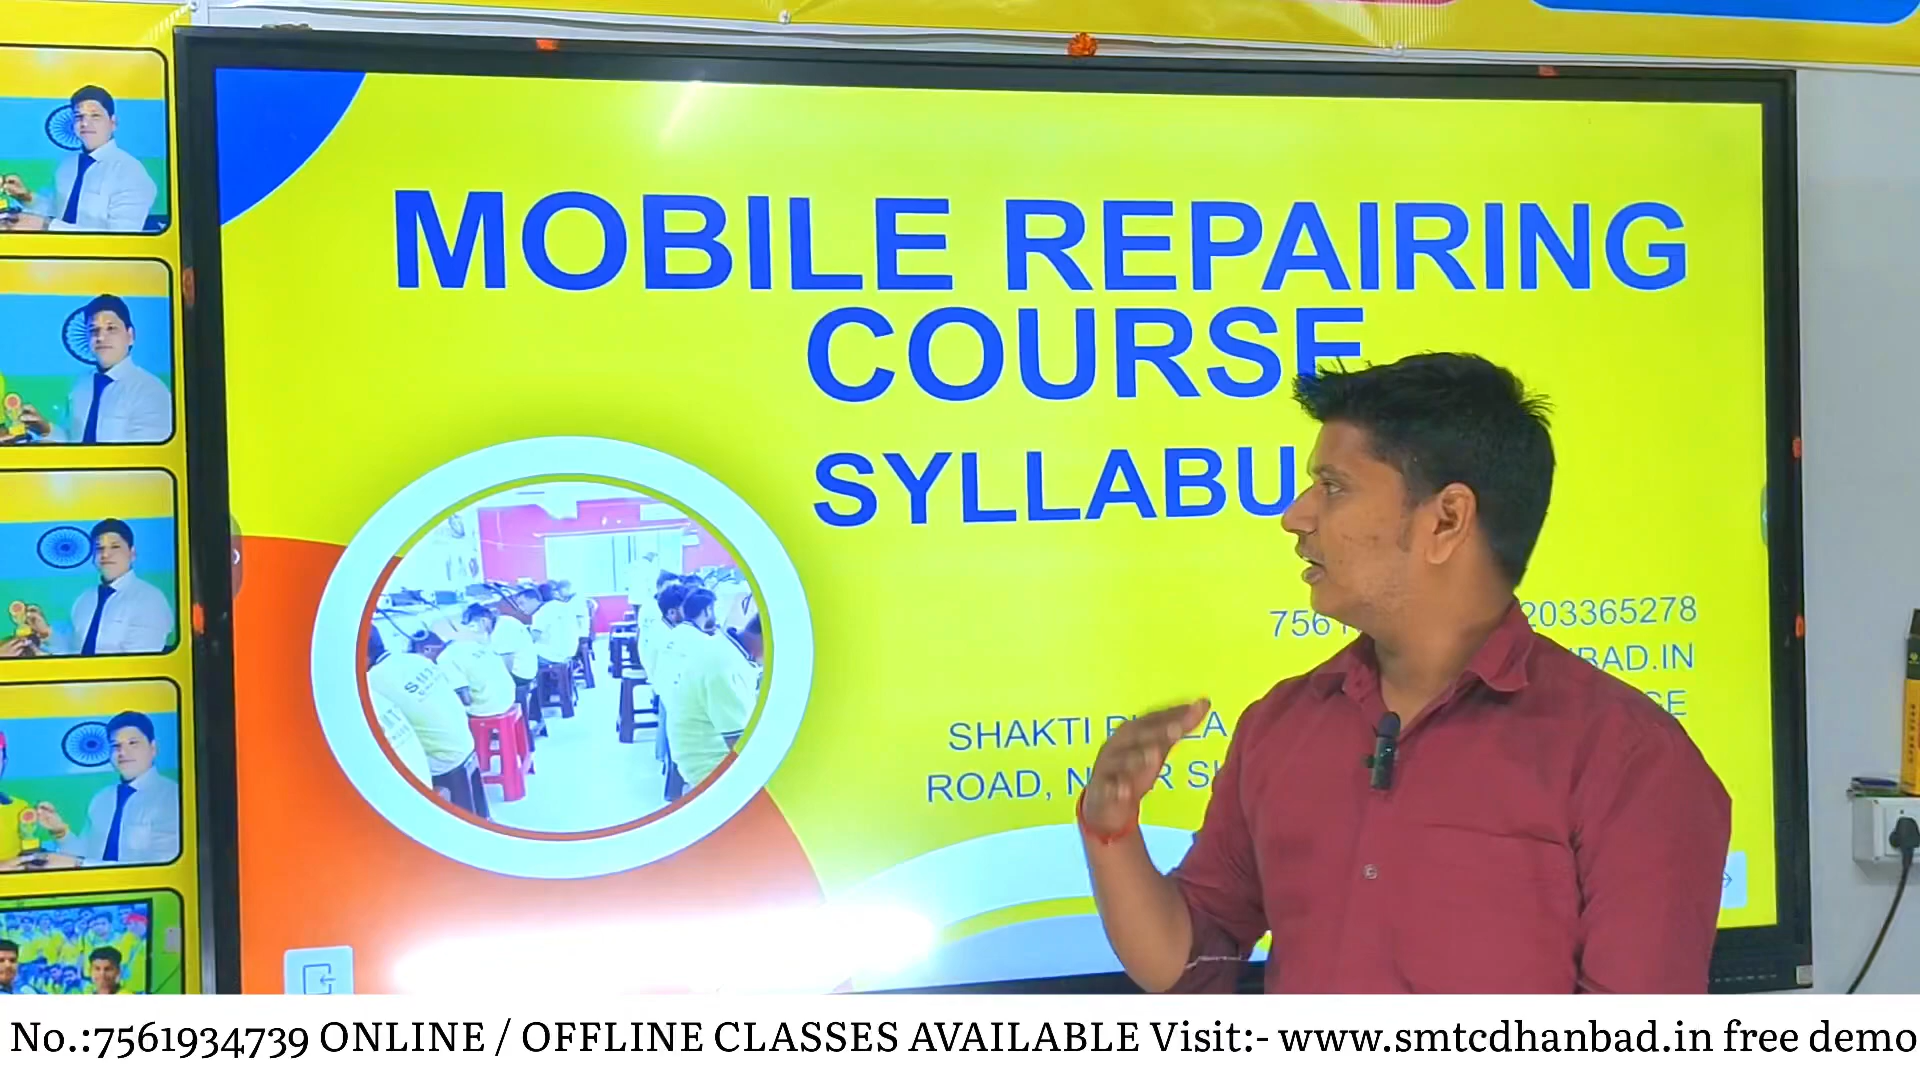 MOBILE REPAIRING
COURSE
SYLLABU
756 203365278
BAD.IN
SHAKTI
ROAD,
No.:7561934739 ONLINE / OFFLINE CLASSES AVAILABLE Visit:- www.smtcdhanbad.in free demo